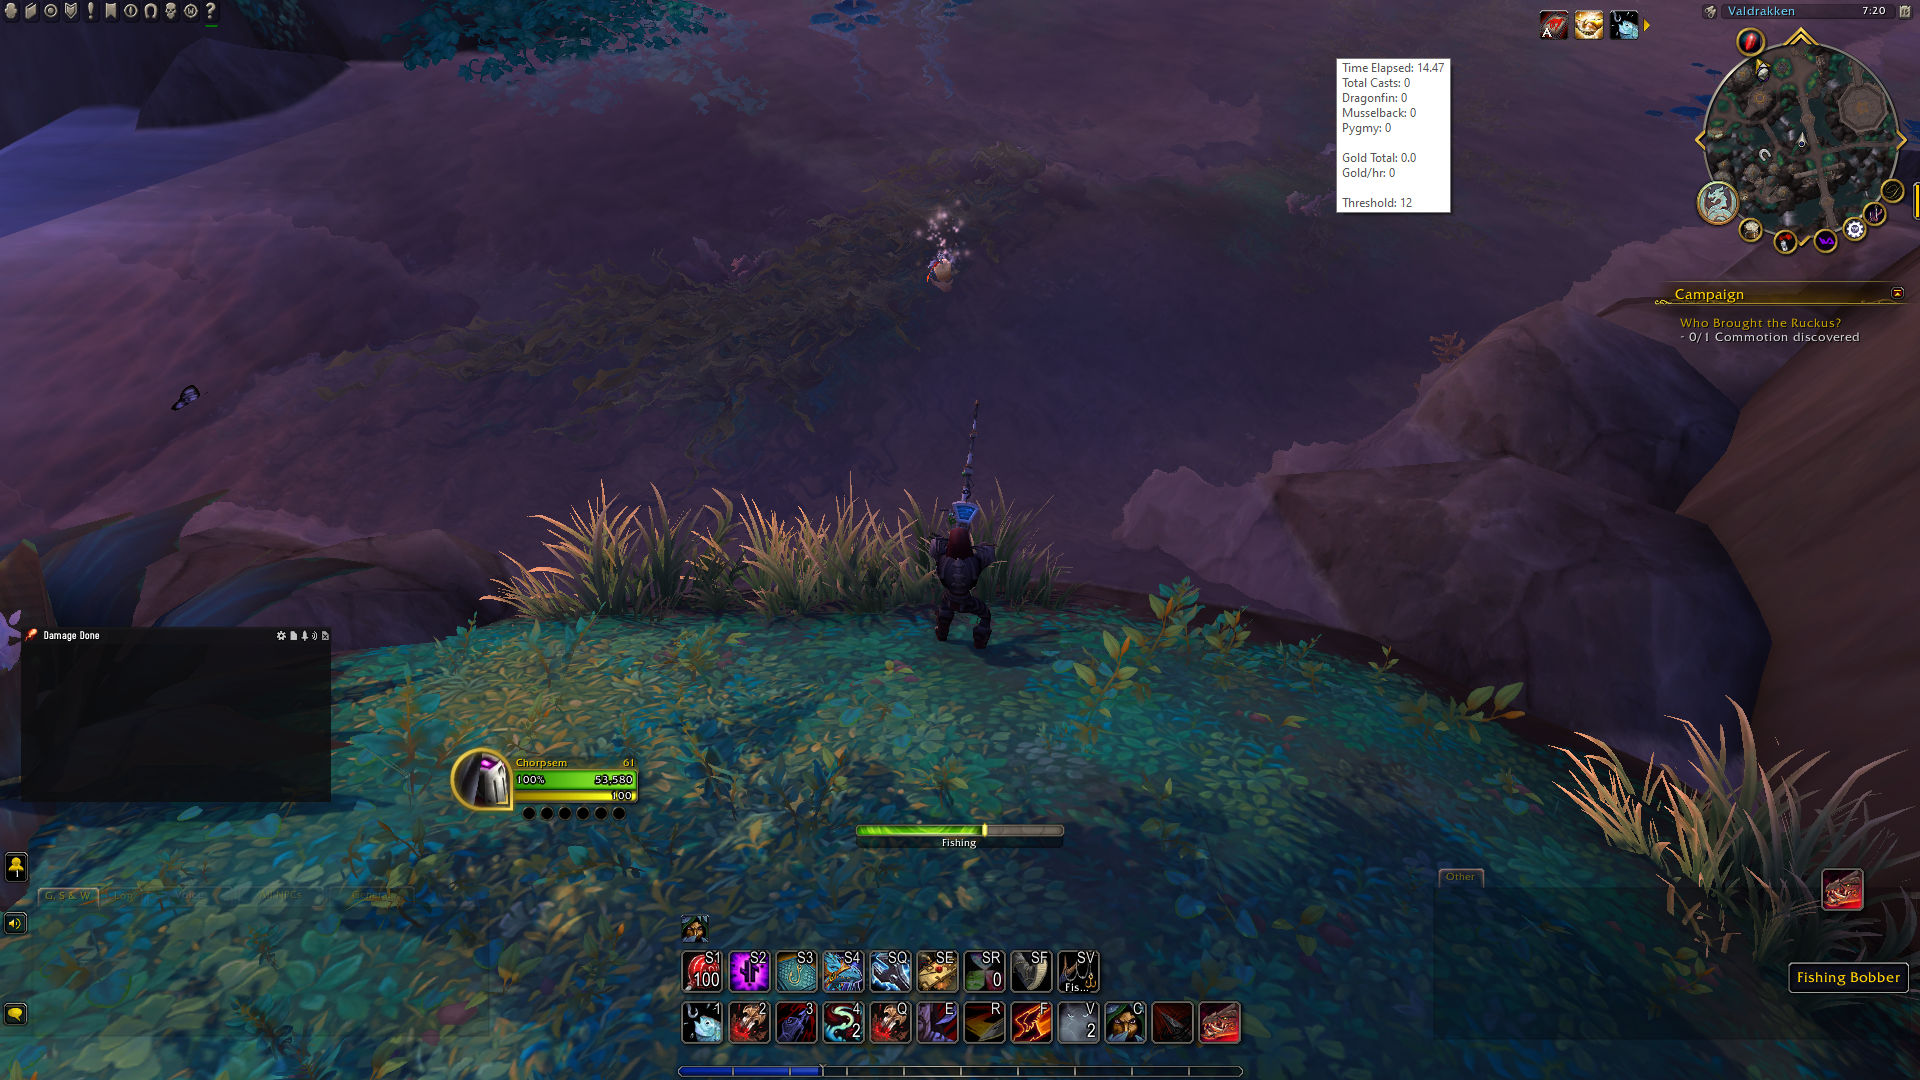 Valdrakken
7:20
Time Elapsed: 14.47
Total Casts: 0
Dragonfin: 0
Musselback: 0
Pygmy: 0
Gold Total: 0.0
Gold/hr: 0
Threshold: 12
A
Campaign
Who Brought the Ruckus?
- 0/1 Commotion discovered
Damage Done
Chorpsem 61
100% 53,580
100
Fishing
G, S & W
Log
Other
Fishing Bobber
S1 S2 S3 S4 SQ SE SR SF SV
100 0 Fis...
1 2 3 4 Q E R F V C
2 2